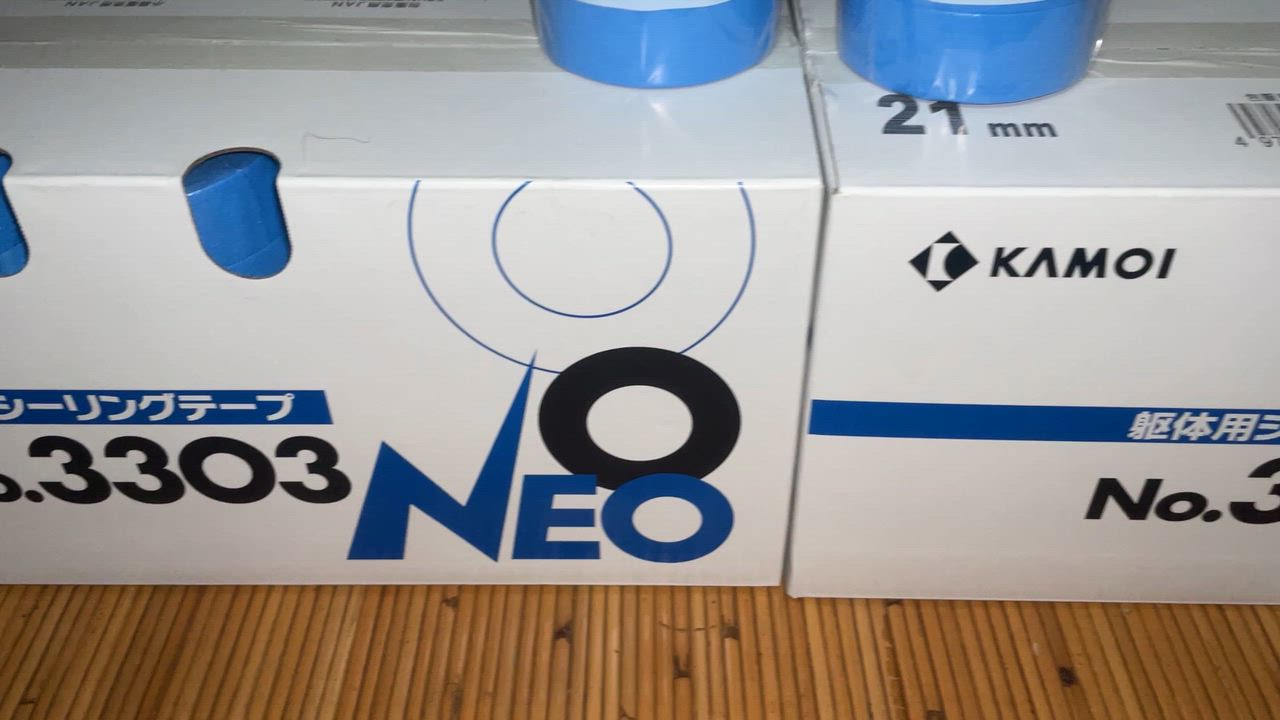 21 mm
KAMOI
シーリングテープ
o.3303
NEO
躯体用シ
No.3